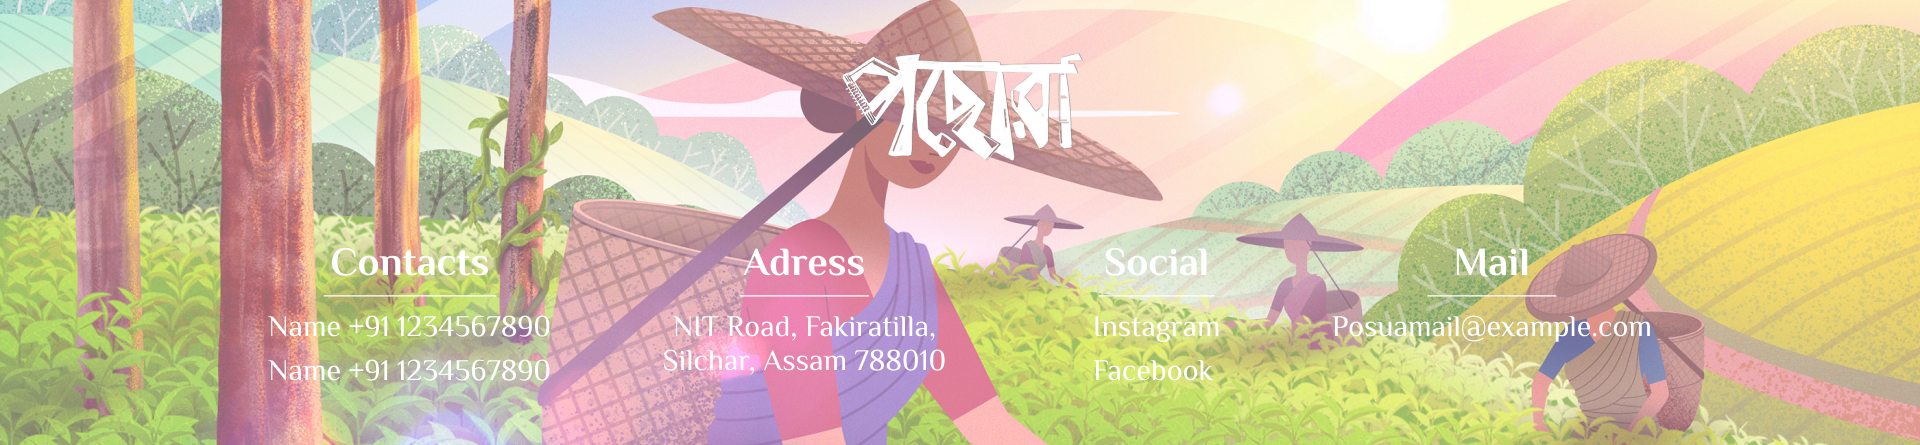 পছোৱা
Contacts
Name +91 1234567890
Name +91 1234567890
Adress
NIT Road, Fakiratilla,
Silchar, Assam 788010
Social
Instagram
Facebook
Mail
Posuamail@example.com